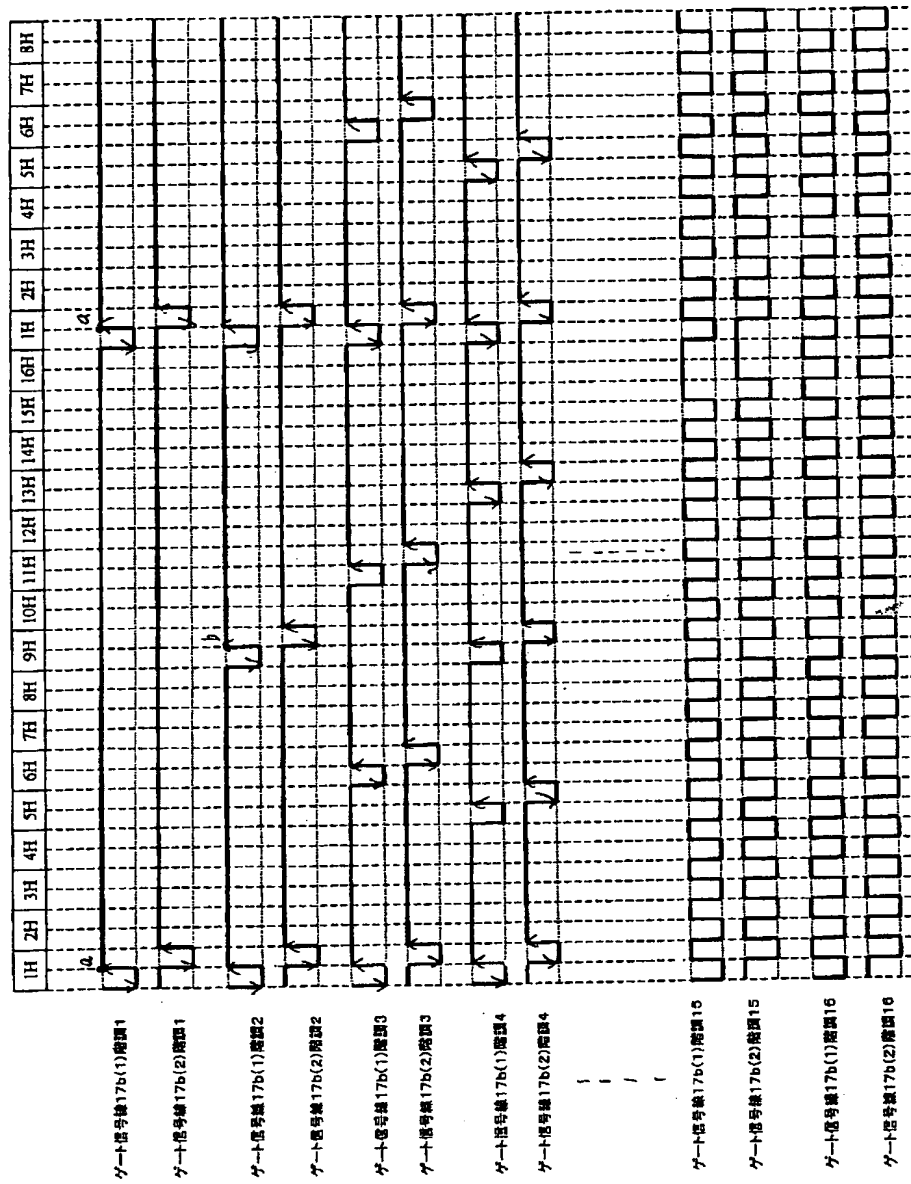 1H 2H 3H 4H 5H 6H 7H 8H 9H 10H 11H 12H 13H 14H 15H 16H 1H 2H 3H 4H 5H 6H 7H 8H
a
a
ゲート信号線17b(1)階調1
ゲート信号線17b(2)階調1
b
ゲート信号線17b(1)階調2
ゲート信号線17b(2)階調2
ゲート信号線17b(1)階調3
ゲート信号線17b(2)階調3
ゲート信号線17b(1)階調4
ゲート信号線17b(2)階調4
ゲート信号線17b(1)階調15
ゲート信号線17b(2)階調15
ゲート信号線17b(1)階調16
ゲート信号線17b(2)階調16